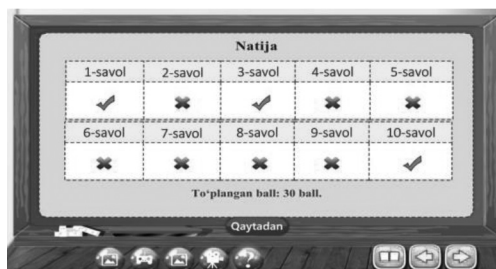 Natija
1-savol 2-savol 3-savol 4-savol 5-savol
6-savol 7-savol 8-savol 9-savol 10-savol
To‘plangan ball: 30 ball.
Qaytadan